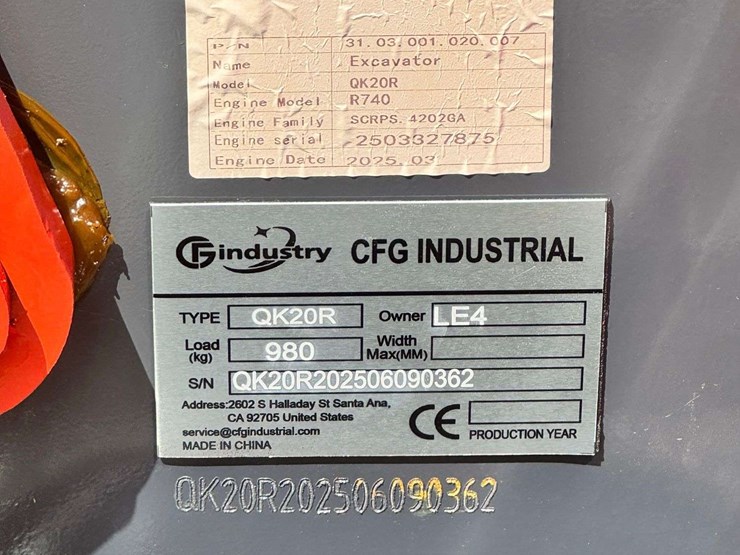 P/N 31.03.001.020.007
Name Excavator
Model QK20R
Engine Model R740
Engine Family SCRPS.4202GA
Engine serial 2503327875
Engine Date 2025.03
CFGindustry CFG INDUSTRIAL
TYPE QK20R Owner LE4
Load (kg) 980 Width Max(MM)
S/N QK20R202506090362
Address:2602 S Halladay St Santa Ana,
CA 92705 United States
service@cfgindustrial.com
MADE IN CHINA
CE PRODUCTION YEAR
QK20R202506090362